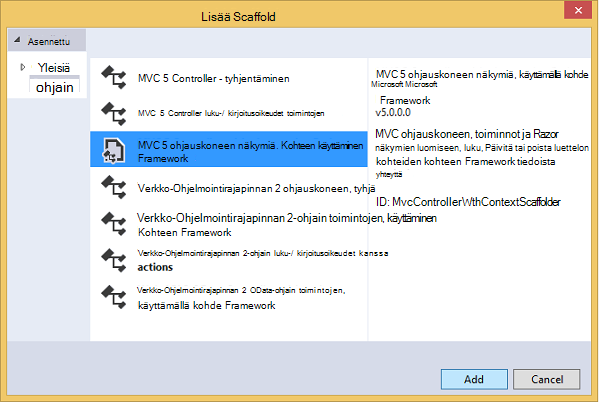 Lisää Scaffold
Asennettu
Yleisiä
ohjain
MVC 5 Controller - tyhjentäminen
MVC 5 Controller luku-/ kirjoitusoikeudet toimintojen
MVC 5 ohjauskoneen näkymiä. Kohteen käyttäminen
Framework
Verkko-Ohjelmointirajapinnan 2 ohjauskoneen, tyhjä
Verkko-Ohjelmointirajapinnan 2-ohjain toimintojen, käyttäminen
Kohteen Framework
Verkko-Ohjelmointirajapinnan 2-ohjain luku-/ kirjoitusoikeudet kanssa
actions
Verkko-Ohjelmointirajapinnan 2 OData-ohjain toimintojen,
käyttämällä kohde Framework
MVC 5 ohjauskoneen näkymiä, käyttämällä kohde
Microsoft Microsoft
Framework
v5.0.0.0
MVC ohjauskoneen, toiminnot ja Razor
näkymien luomiseen, luku, Päivitä tai poista luettelon
kohteiden kohteen Framework tiedoista
yhteyttä
ID: MvcControllerWthContextScaffolder
Add
Cancel